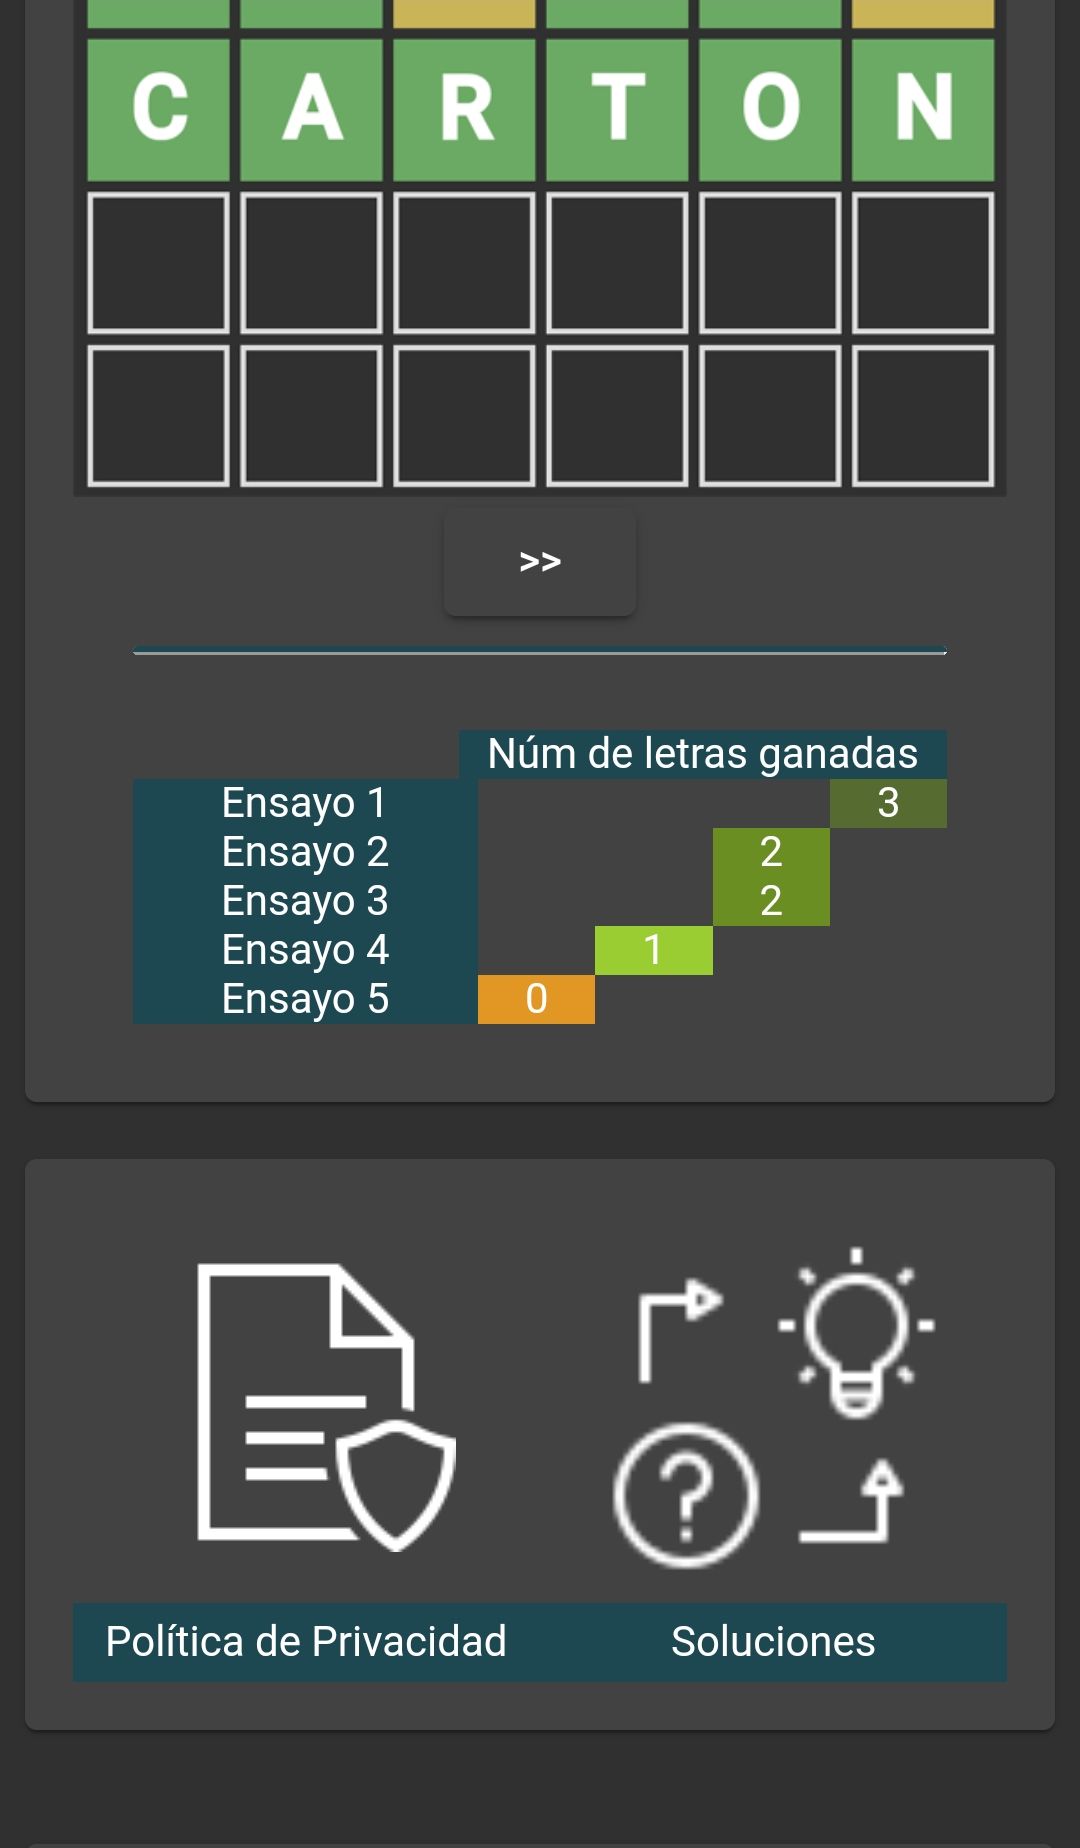 CARTON
>>
Núm de letras ganadas
Ensayo 1 3
Ensayo 2 2
Ensayo 3 2
Ensayo 4 1
Ensayo 5 0
?
Política de Privacidad Soluciones